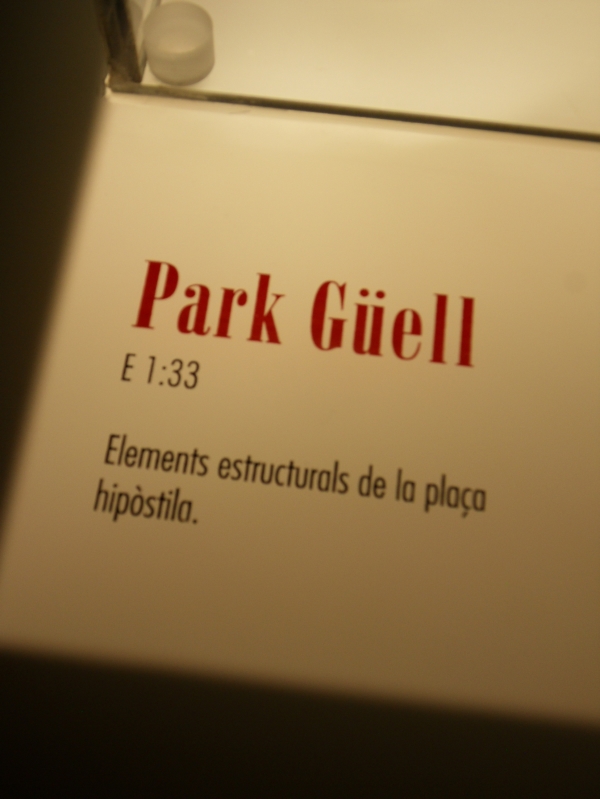 Park Güell
E 1:33
Elements estructurals de la plaça
hipòstila.